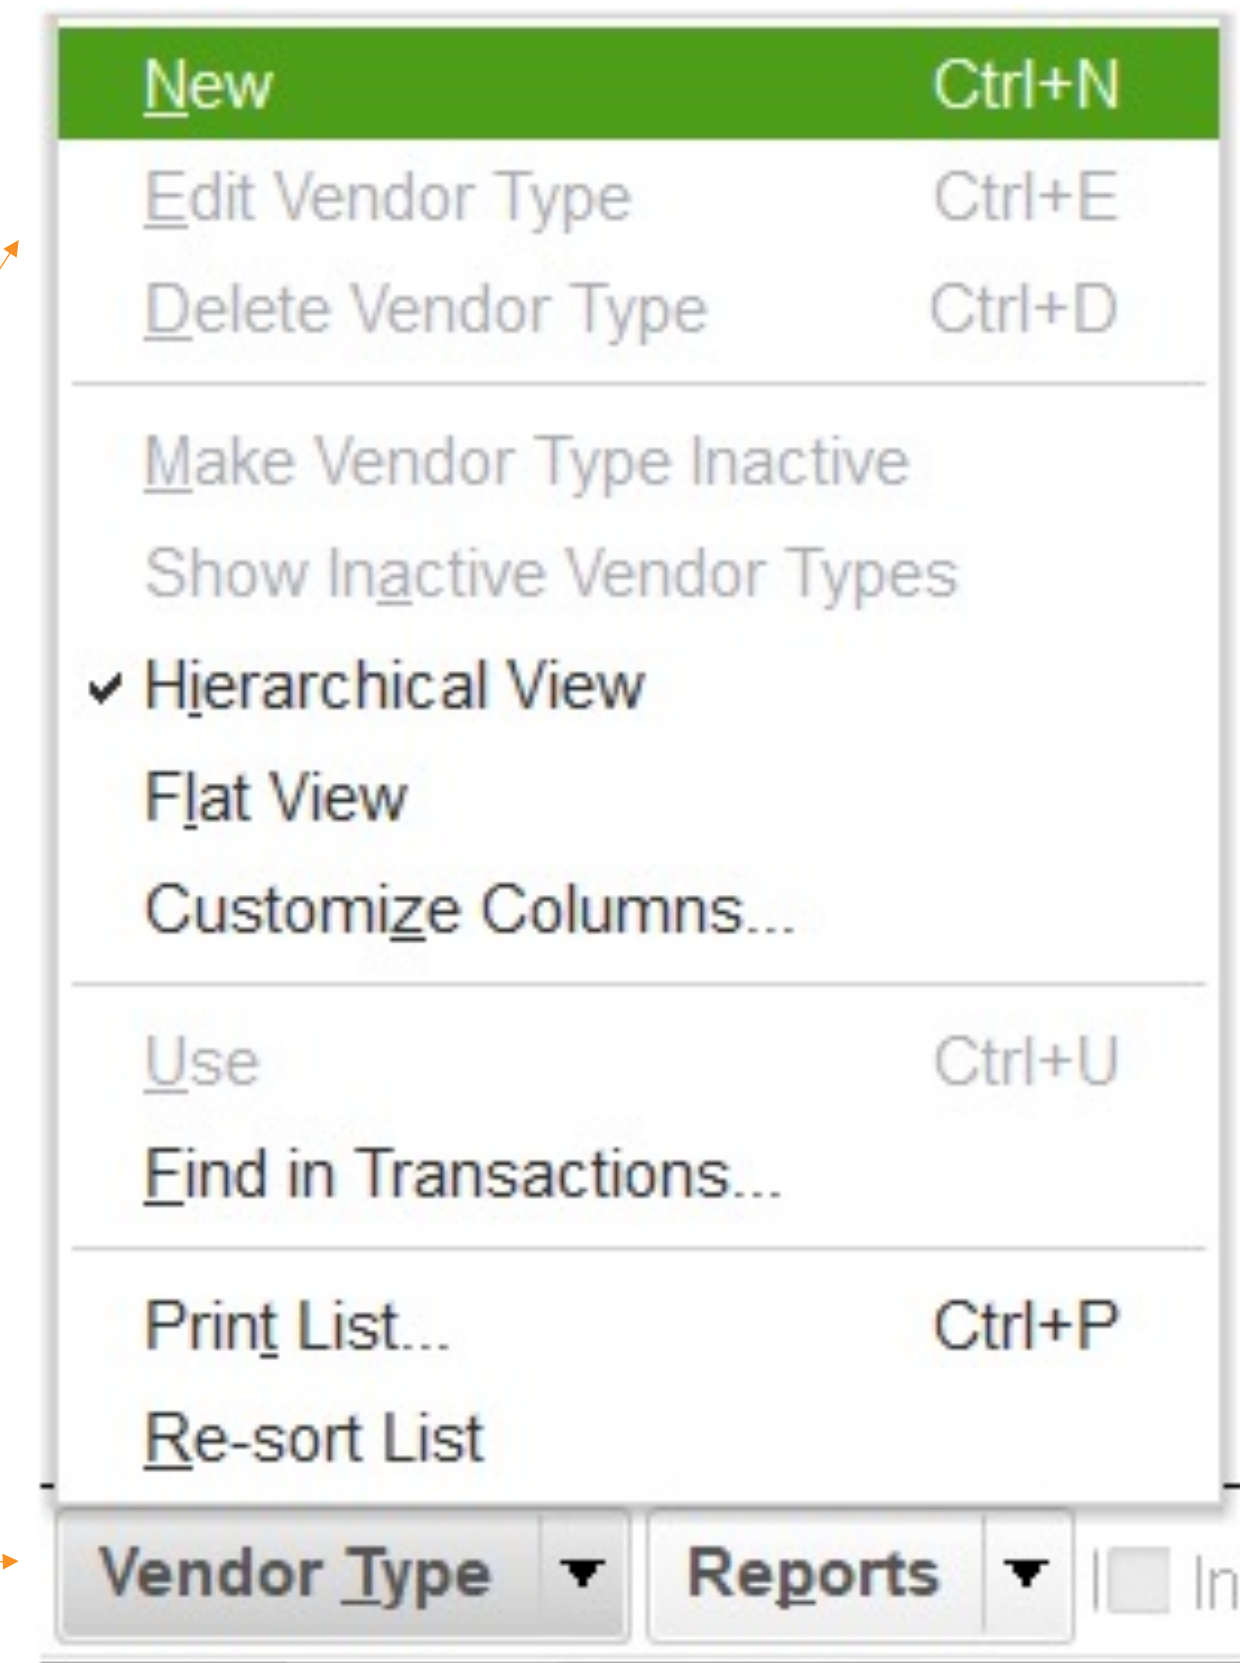 New Ctrl+N
Edit Vendor Type Ctrl+E
Delete Vendor Type Ctrl+D
Make Vendor Type Inactive
Show Inactive Vendor Types
Hierarchical View
Flat View
Customize Columns...
Use Ctrl+U
Find in Transactions...
Print List... Ctrl+P
Re-sort List
Vendor Type Reports In